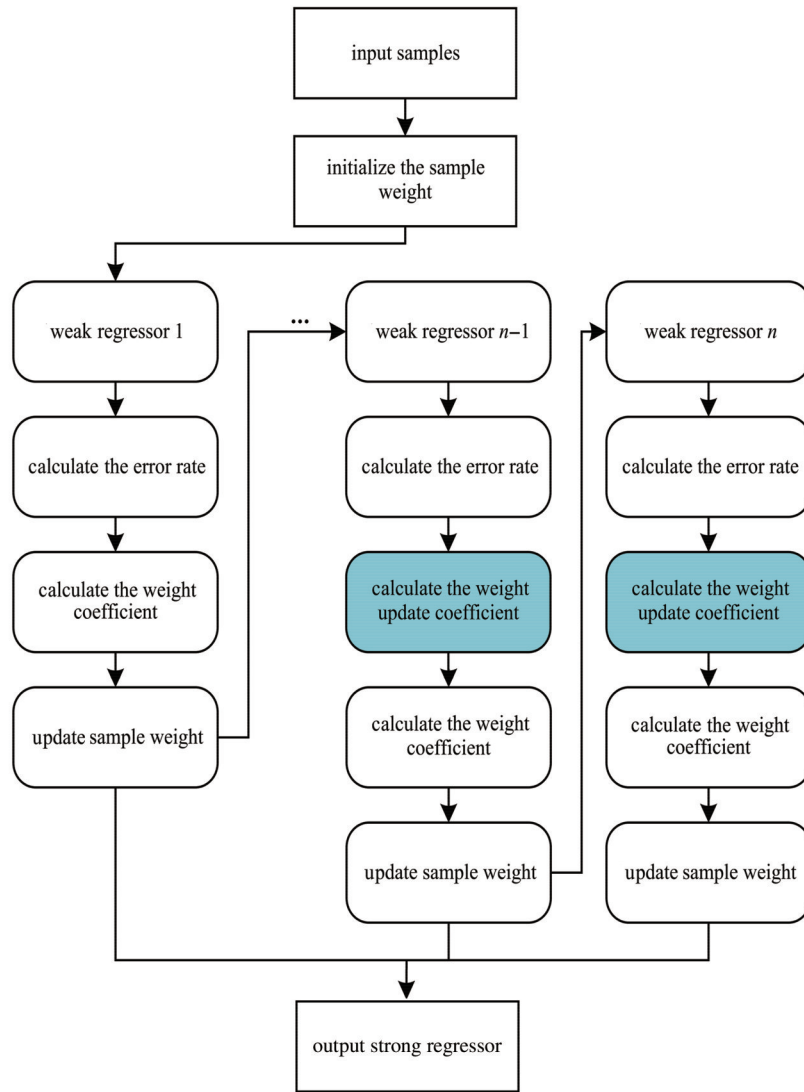 input samples
initialize the sample
weight
weak regressor 1
calculate the error rate
calculate the weight
coefficient
update sample weight
...
weak regressor n−1
calculate the error rate
calculate the weight
update coefficient
calculate the weight
coefficient
update sample weight
weak regressor n
calculate the error rate
calculate the weight
update coefficient
calculate the weight
coefficient
update sample weight
output strong regressor